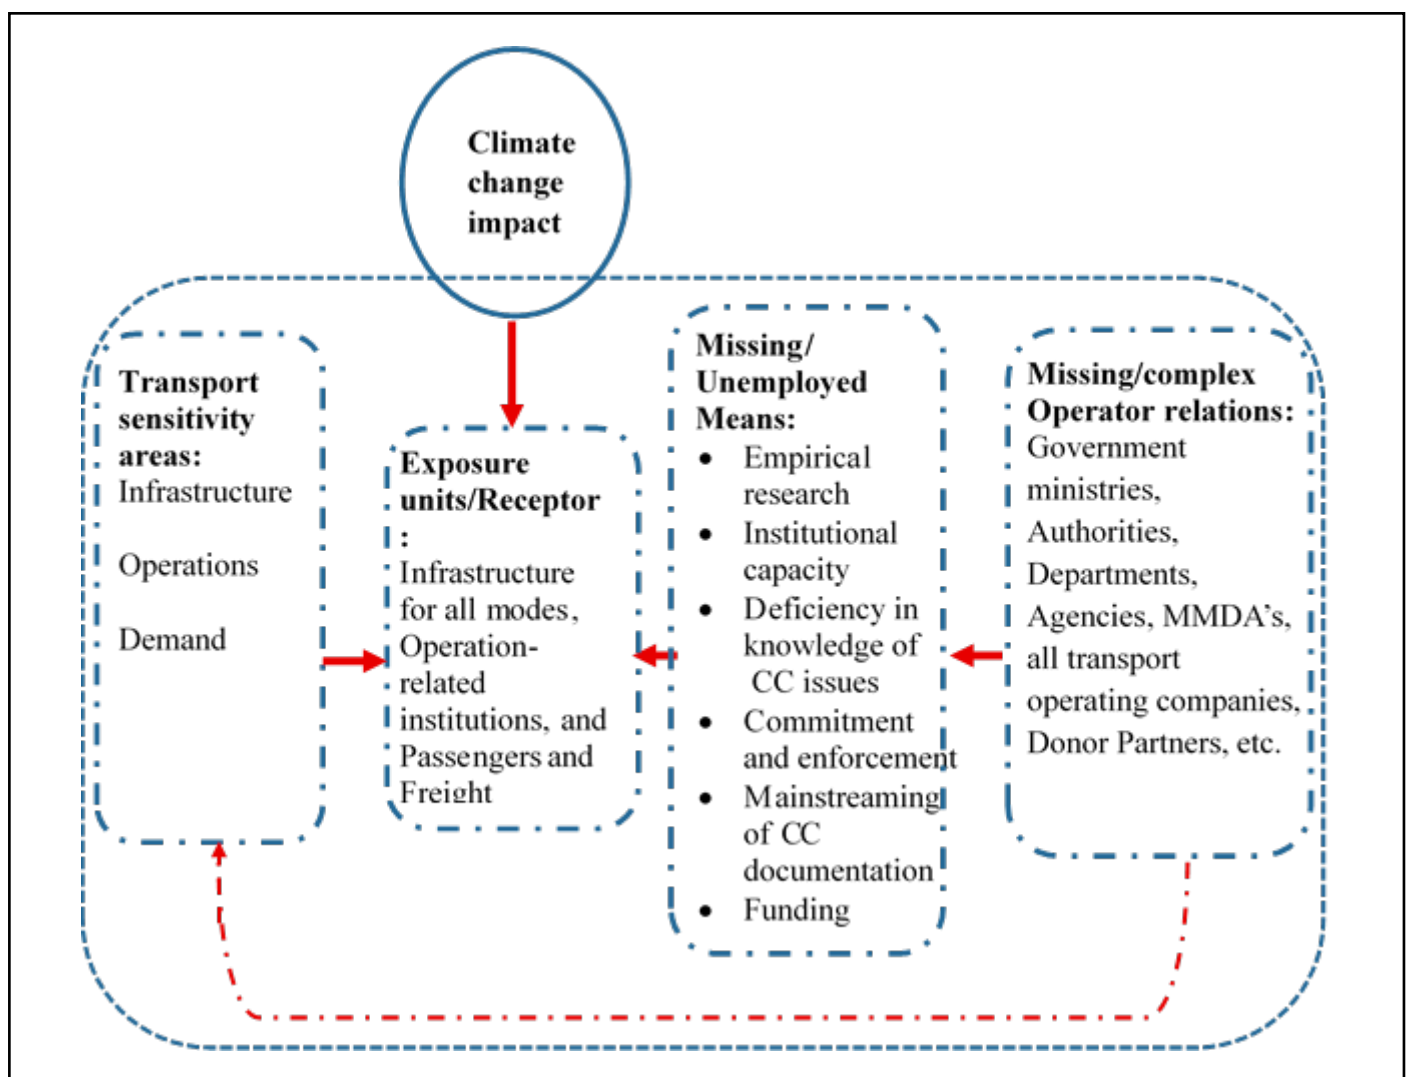 Climate
change
impact
Transport
sensitivity
areas:
Infrastructure
Operations
Demand
Exposure
units/Receptor
:
Infrastructure
for all modes,
Operation-
related
institutions, and
Passengers and
Freight
Missing/
Unemployed
Means:
• Empirical
research
• Institutional
capacity
• Deficiency in
knowledge of
CC issues
• Commitment
and enforcement
• Mainstreaming
of CC
documentation
• Funding
Missing/complex
Operator relations:
Government
ministries,
Authorities,
Departments,
Agencies, MMDA’s,
all transport
operating companies,
Donor Partners, etc.